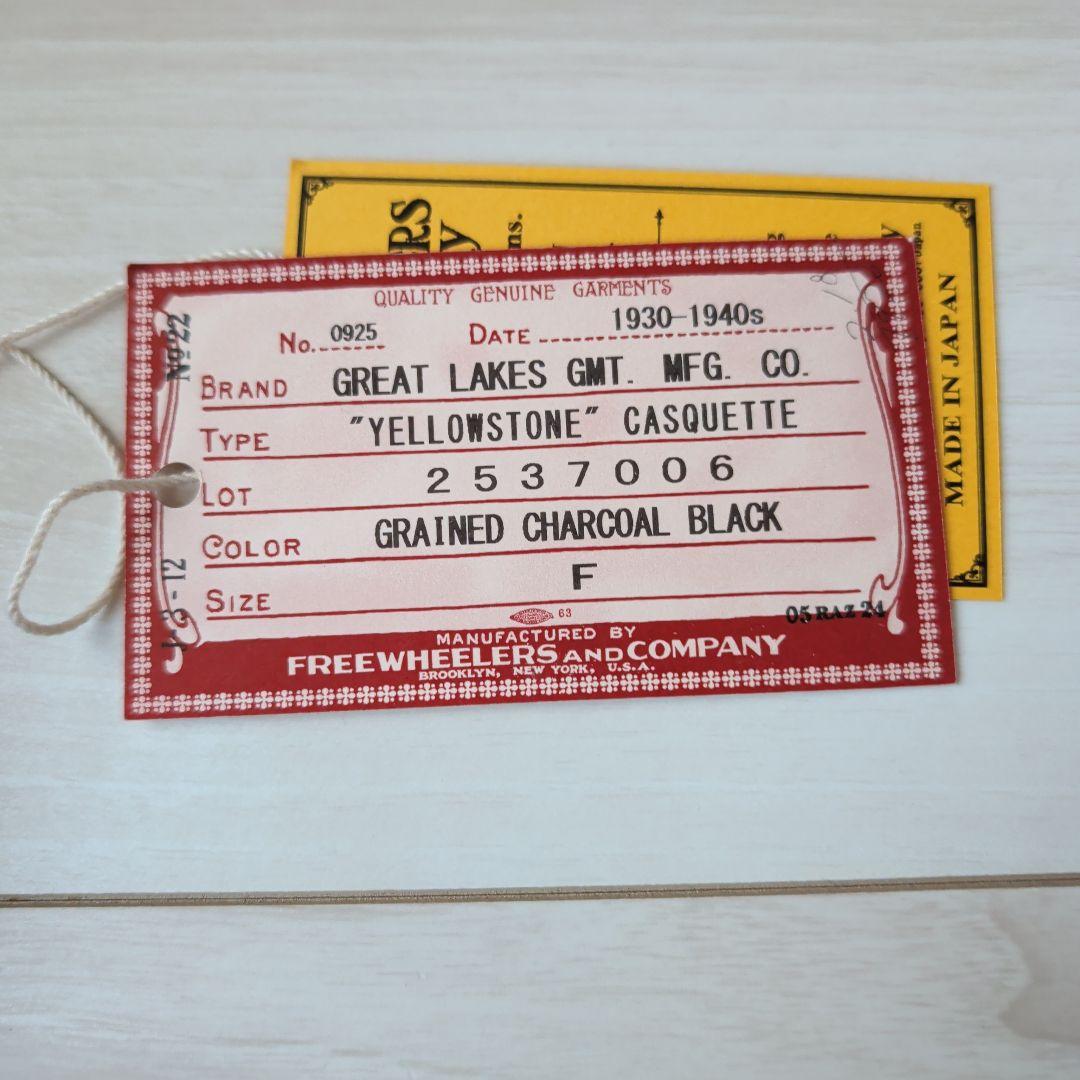 QUALITY GENUINE GARMENTS
No. 0925 DATE 1930-1940s
BRAND GREAT LAKES GMT. MFG. CO.
TYPE "YELLOWSTONE" CASQUETTE
LOT 2537006
COLOR GRAINED CHARCOAL BLACK
SIZE F
63
05 RAZ 24
MANUFACTURED BY
FREEWHEELERS AND COMPANY
BROOKLYN, NEW YORK, U.S.A.
No 22
MADE IN JAPAN